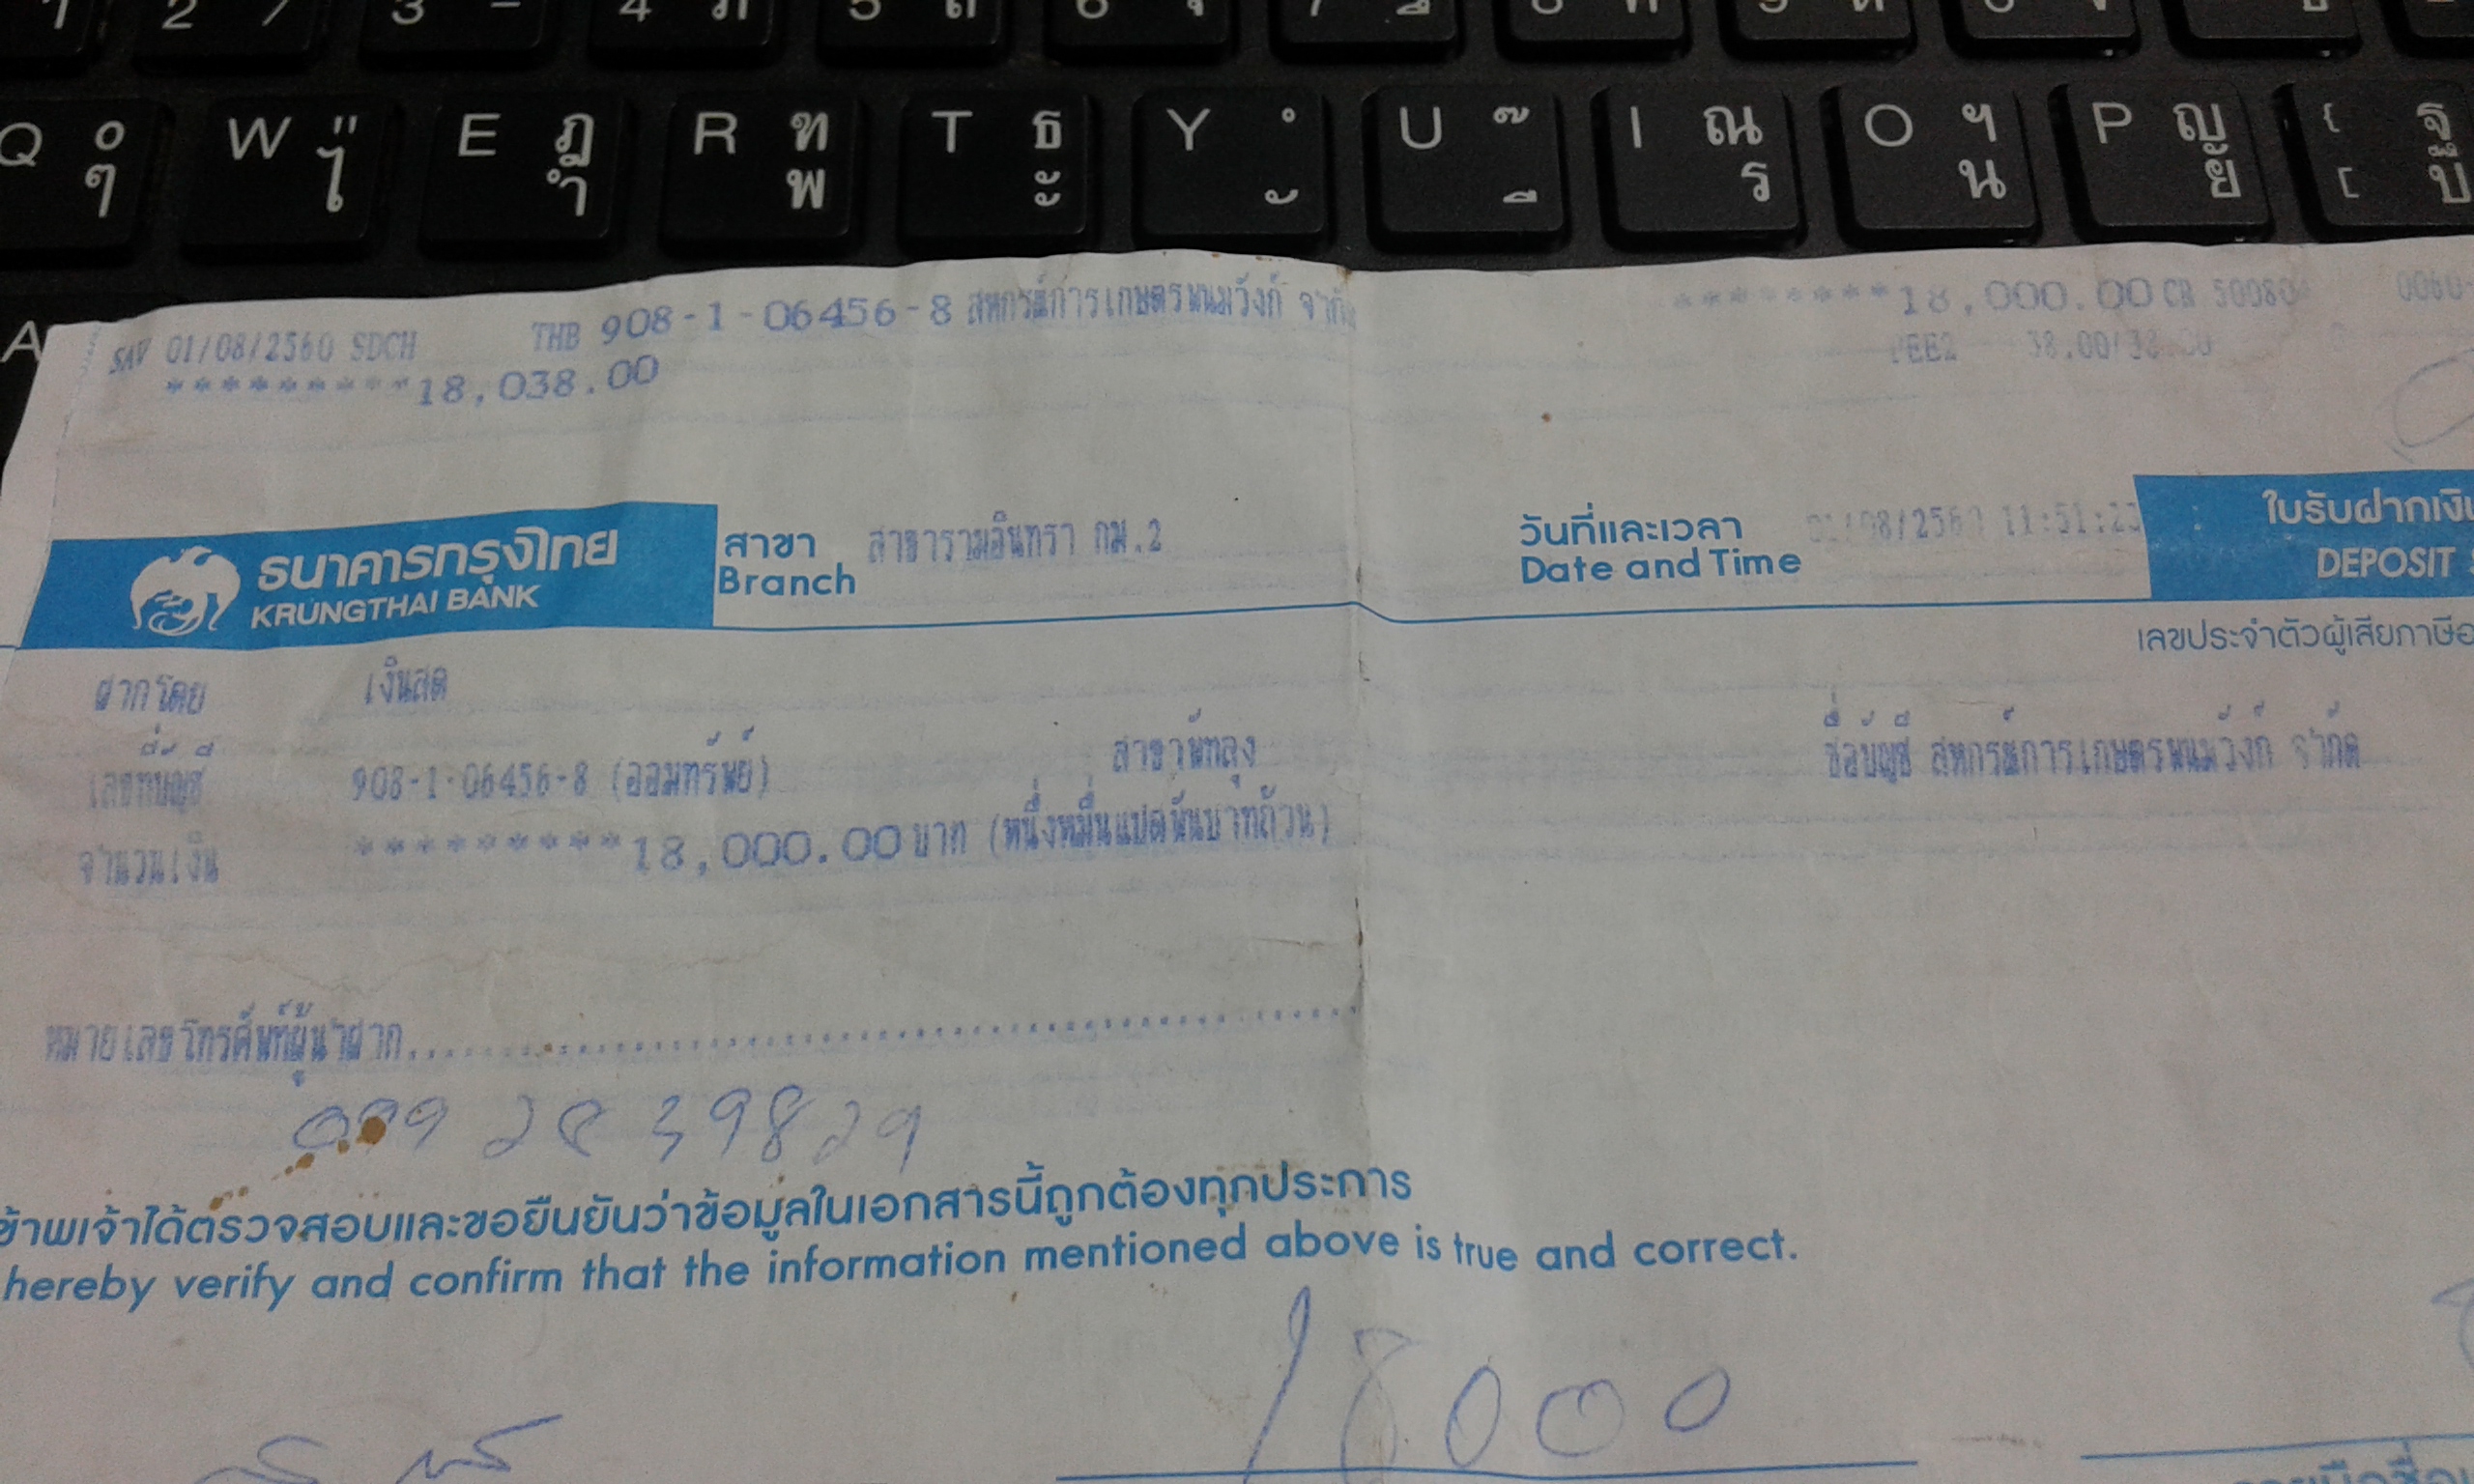 1 2 / 3 - 4 ภ 5 ถ 6
Q ๐ ๆ W " ไ E ฎ ำ R ฑ พ T ธ ะ Y ํ ั U ๊ ี I ณ ร O ฯ น P ญ ย { ฐ [ บ
A
SAV 01/08/2560 SDCH THB 908-1-06456-8 สหกรณ์การเกษตรพนมวังก์ จำกัด *********18,000.00 CR
**********18,038.00 FEE2 38.00/38.00
ธนาคารกรุงไทย
KRUNGTHAI BANK
สาขา สาขารามอินทรา กม.2
Branch
วันที่และเวลา 01/08/2560 11:51:23
Date and Time
ใบรับฝากเงิน
DEPOSIT
เลขประจำตัวผู้เสียภาษีอ
ฝากโดย เงินสด
เลขที่บัญชี 908-1-06456-8 (ออมทรัพย์) สาขาพัทลุง ชื่อบัญชี สหกรณ์การเกษตรพนมวังก์ จำกัด
จำนวนเงิน **********18,000.00 บาท (หนึ่งหมื่นแปดพันบาทถ้วน)
หมายเลขโทรศัพท์ผู้นำฝาก
ข้าพเจ้าได้ตรวจสอบและขอยืนยันว่าข้อมูลในเอกสารนี้ถูกต้องทุกประการ
hereby verify and confirm that the information mentioned above is true and correct.
18000